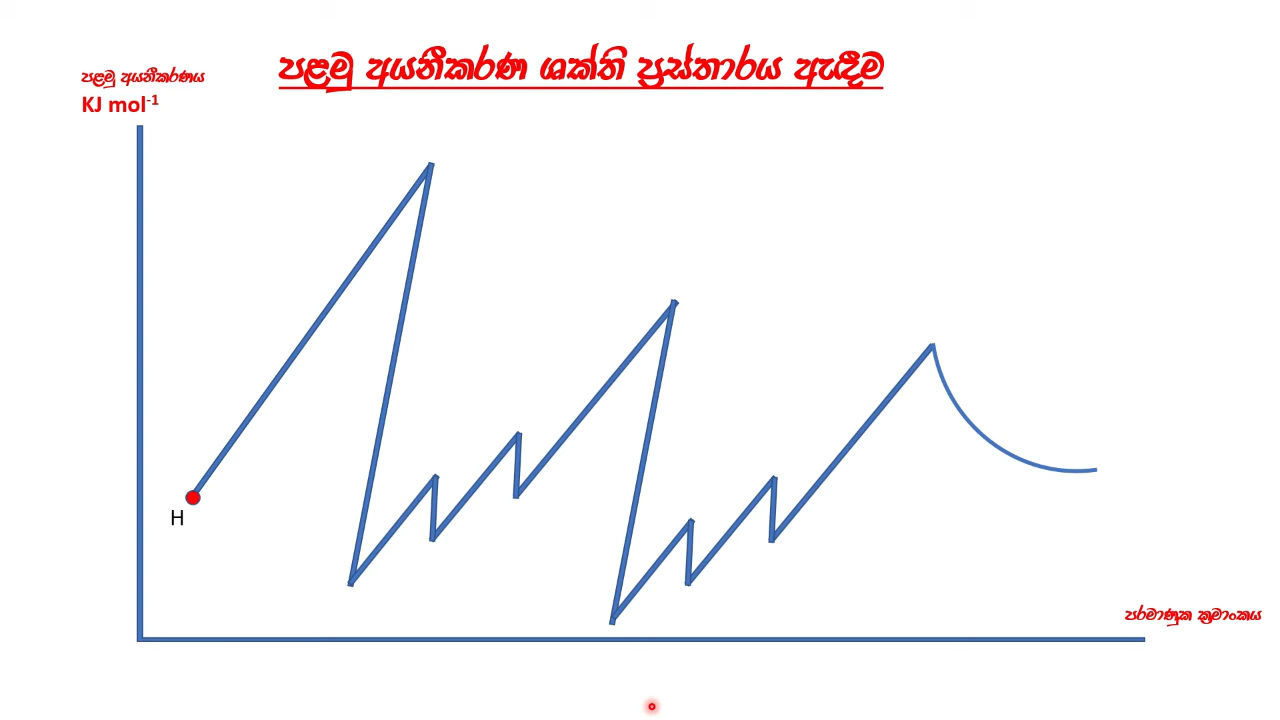 පළමු අයනීකරණ ශක්ති ප්‍රස්තාරය ඇඳීම
පළමු අයනීකරණය
KJ mol-1
H
පරමාණුක ක්‍රමාංකය